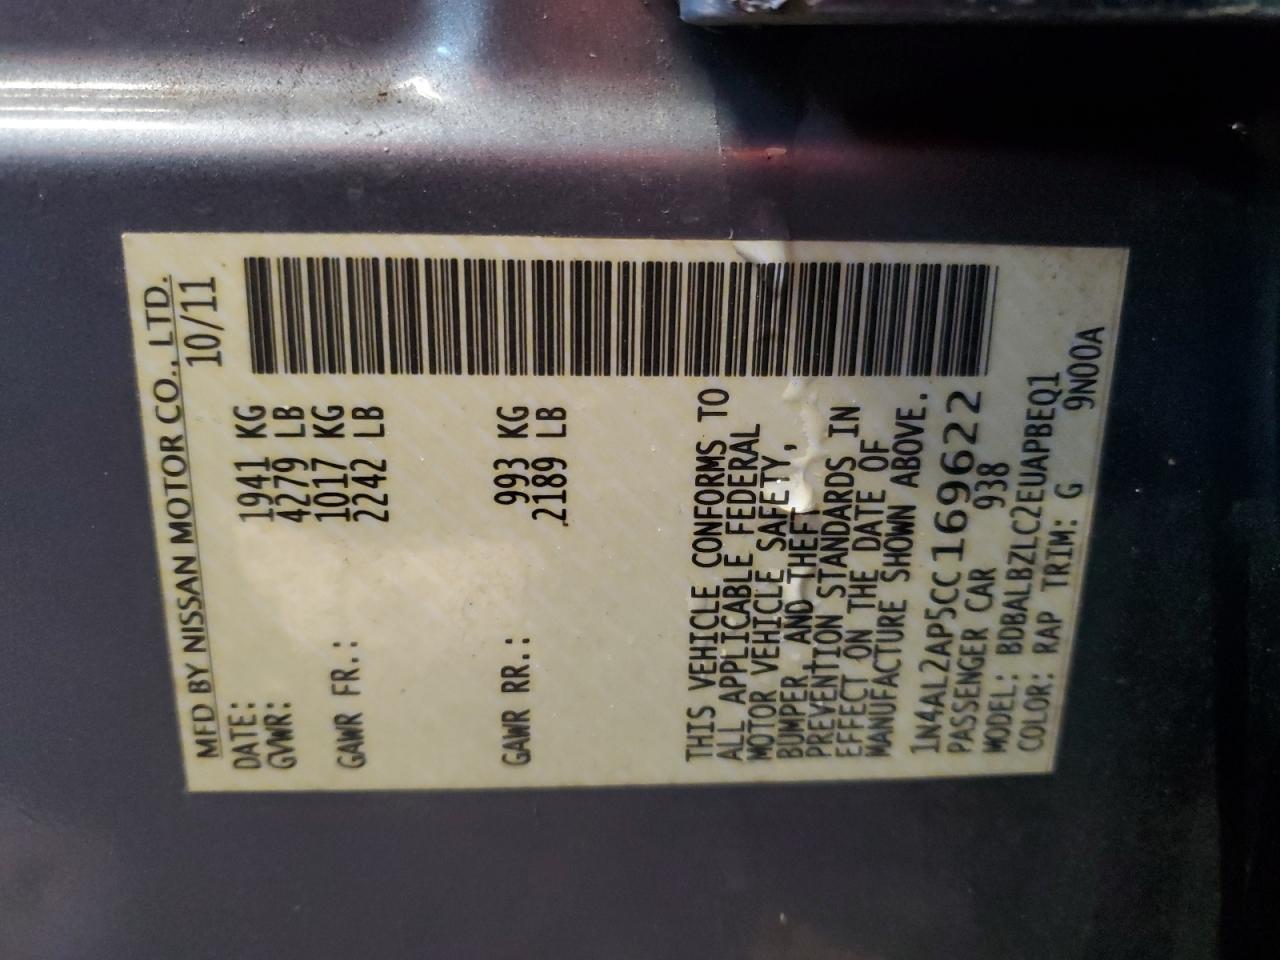 MFD BY NISSAN MOTOR CO., LTD.
DATE: 10/11
GVWR: 1941 KG
4279 LB
GAWR FR.: 1017 KG
2242 LB
GAWR RR.: 993 KG
2189 LB
THIS VEHICLE CONFORMS TO
ALL APPLICABLE FEDERAL
MOTOR VEHICLE SAFETY,
BUMPER, AND THEFT
PREVENTION STANDARDS IN
EFFECT ON THE DATE OF
MANUFACTURE SHOWN ABOVE.
1N4AL2AP5CC169622
PASSENGER CAR 938
MODEL: BDBALBZLC2EUAPBEQ1
COLOR: RAP TRIM: G 9N00A